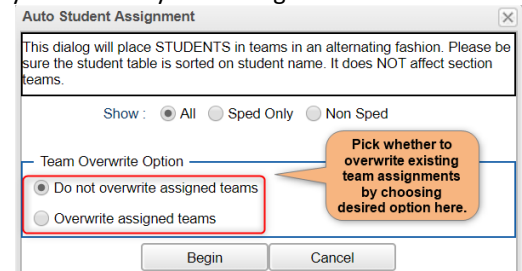 Auto Student Assignment
This dialog will place STUDENTS in teams in an alternating fashion. Please be
sure the student table is sorted on student name. It does NOT affect section
teams.
Show : All Sped Only Non Sped
Team Overwrite Option
Do not overwrite assigned teams
Overwrite assigned teams
Pick whether to
overwrite existing
team assignments
by choosing
desired option here.
Begin Cancel